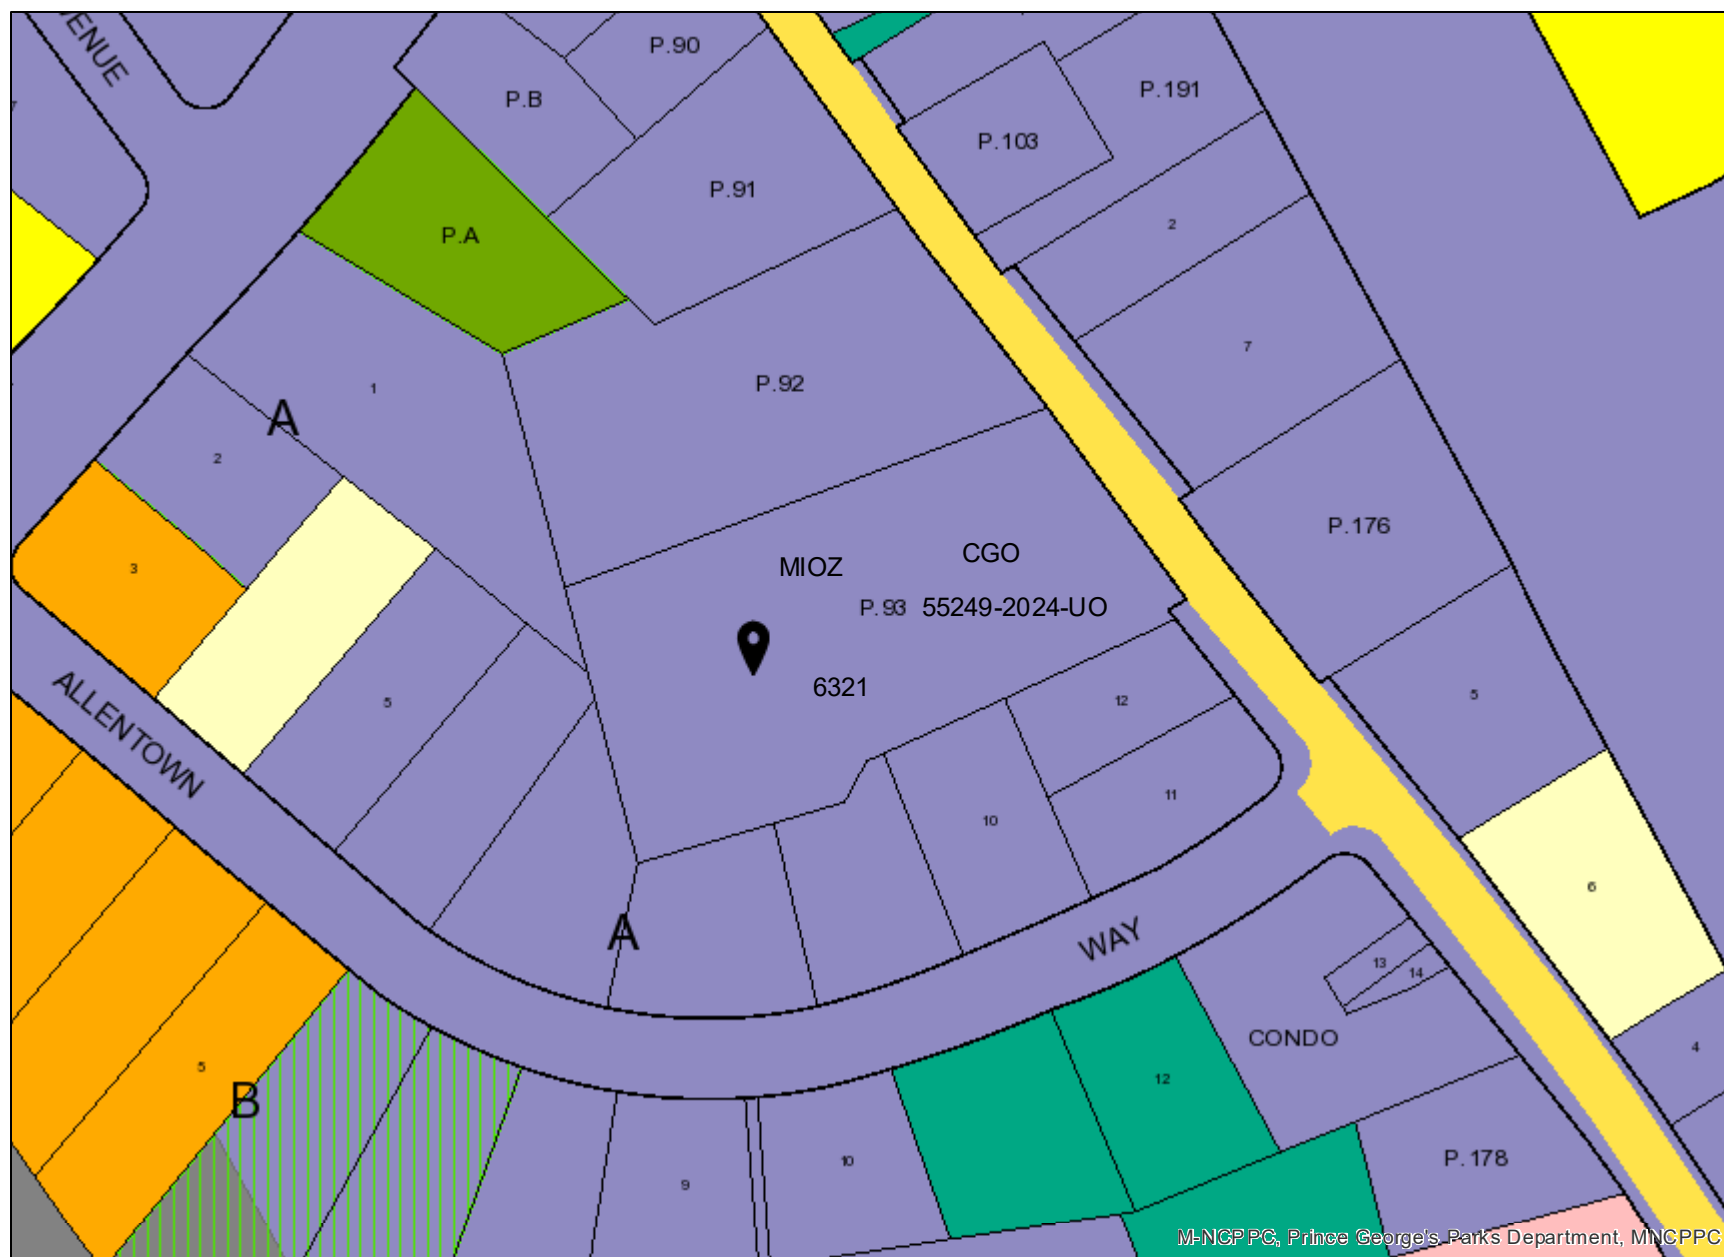 VENUE
P.90
P.B
P.191
P.103
P.91
P.A
2
7
P.92
1
A
2
P.176
CGO
MIOZ
3
P.93 55249-2024-UO
6321
5
12
5
ALLENTOWN
11
10
6
A
WAY
13
14
CONDO
4
5
12
B
10
P.178
9
M-NCPPC, Prince George's Parks Department, MNCPPC